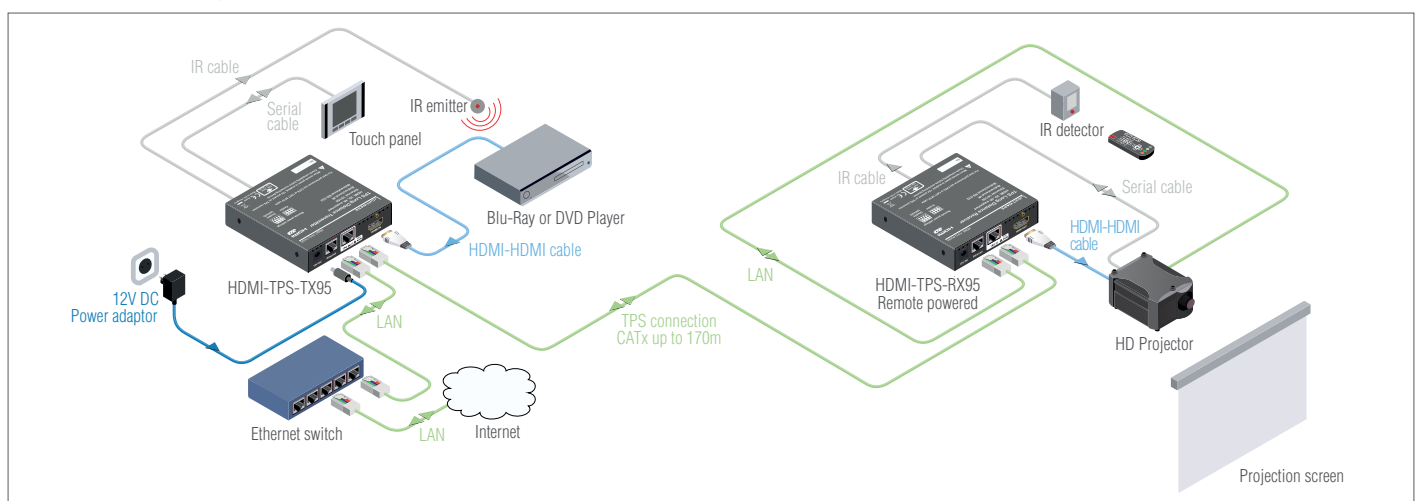 IR cable
Serial
cable
Touch panel
IR emitter
Blu-Ray or DVD Player
HDMI-HDMI cable
HDMI-TPS-TX95
12V DC
Power adaptor
LAN
Ethernet switch
LAN
Internet
TPS connection
CATx up to 170m
LAN
IR cable
IR detector
Serial cable
HDMI-HDMI
cable
HDMI-TPS-RX95
Remote powered
HD Projector
Projection screen